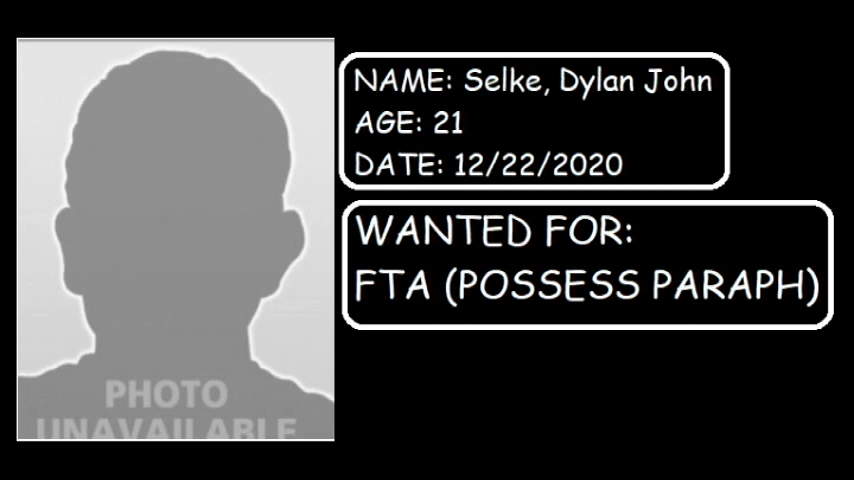 NAME: Selke, Dylan John
AGE: 21
DATE: 12/22/2020
WANTED FOR:
FTA (POSSESS PARAPH)
PHOTO
UNAVAILABLE